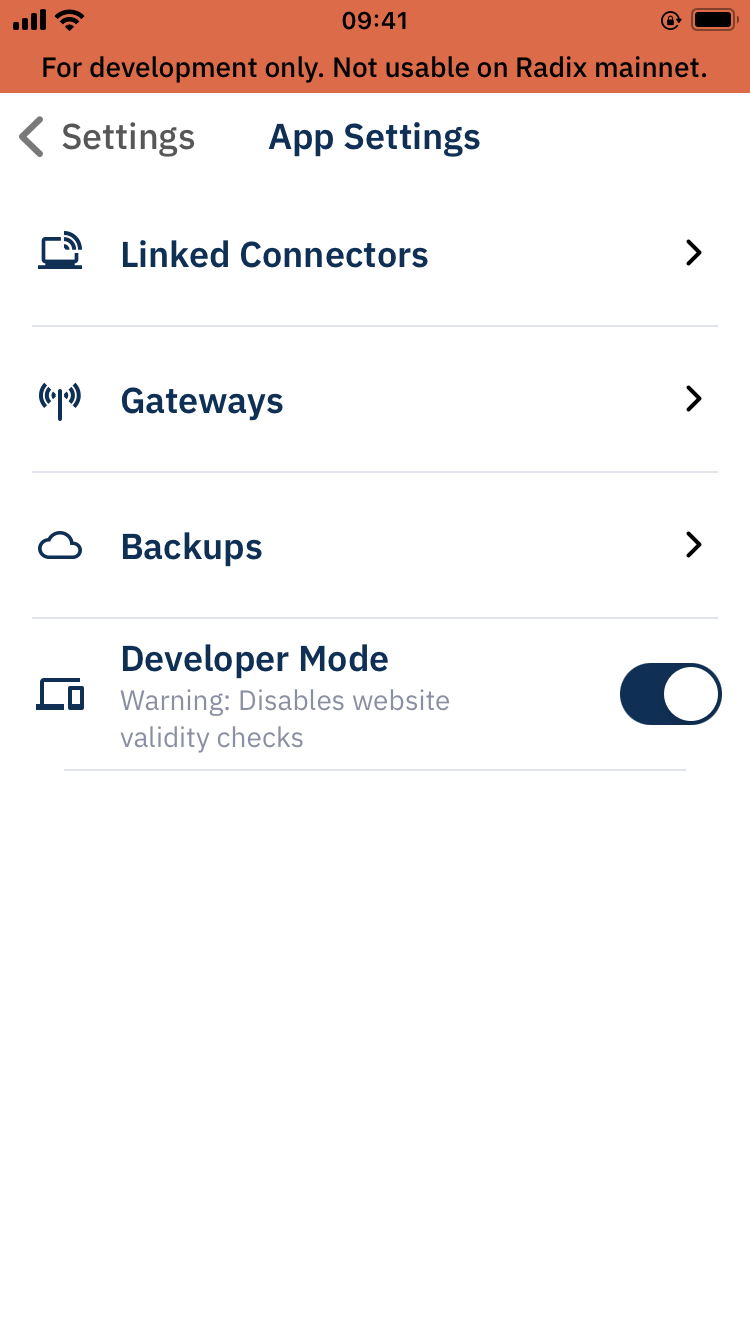 09:41
For development only. Not usable on Radix mainnet.
Settings
App Settings
Linked Connectors
Gateways
Backups
Developer Mode
Warning: Disables website
validity checks